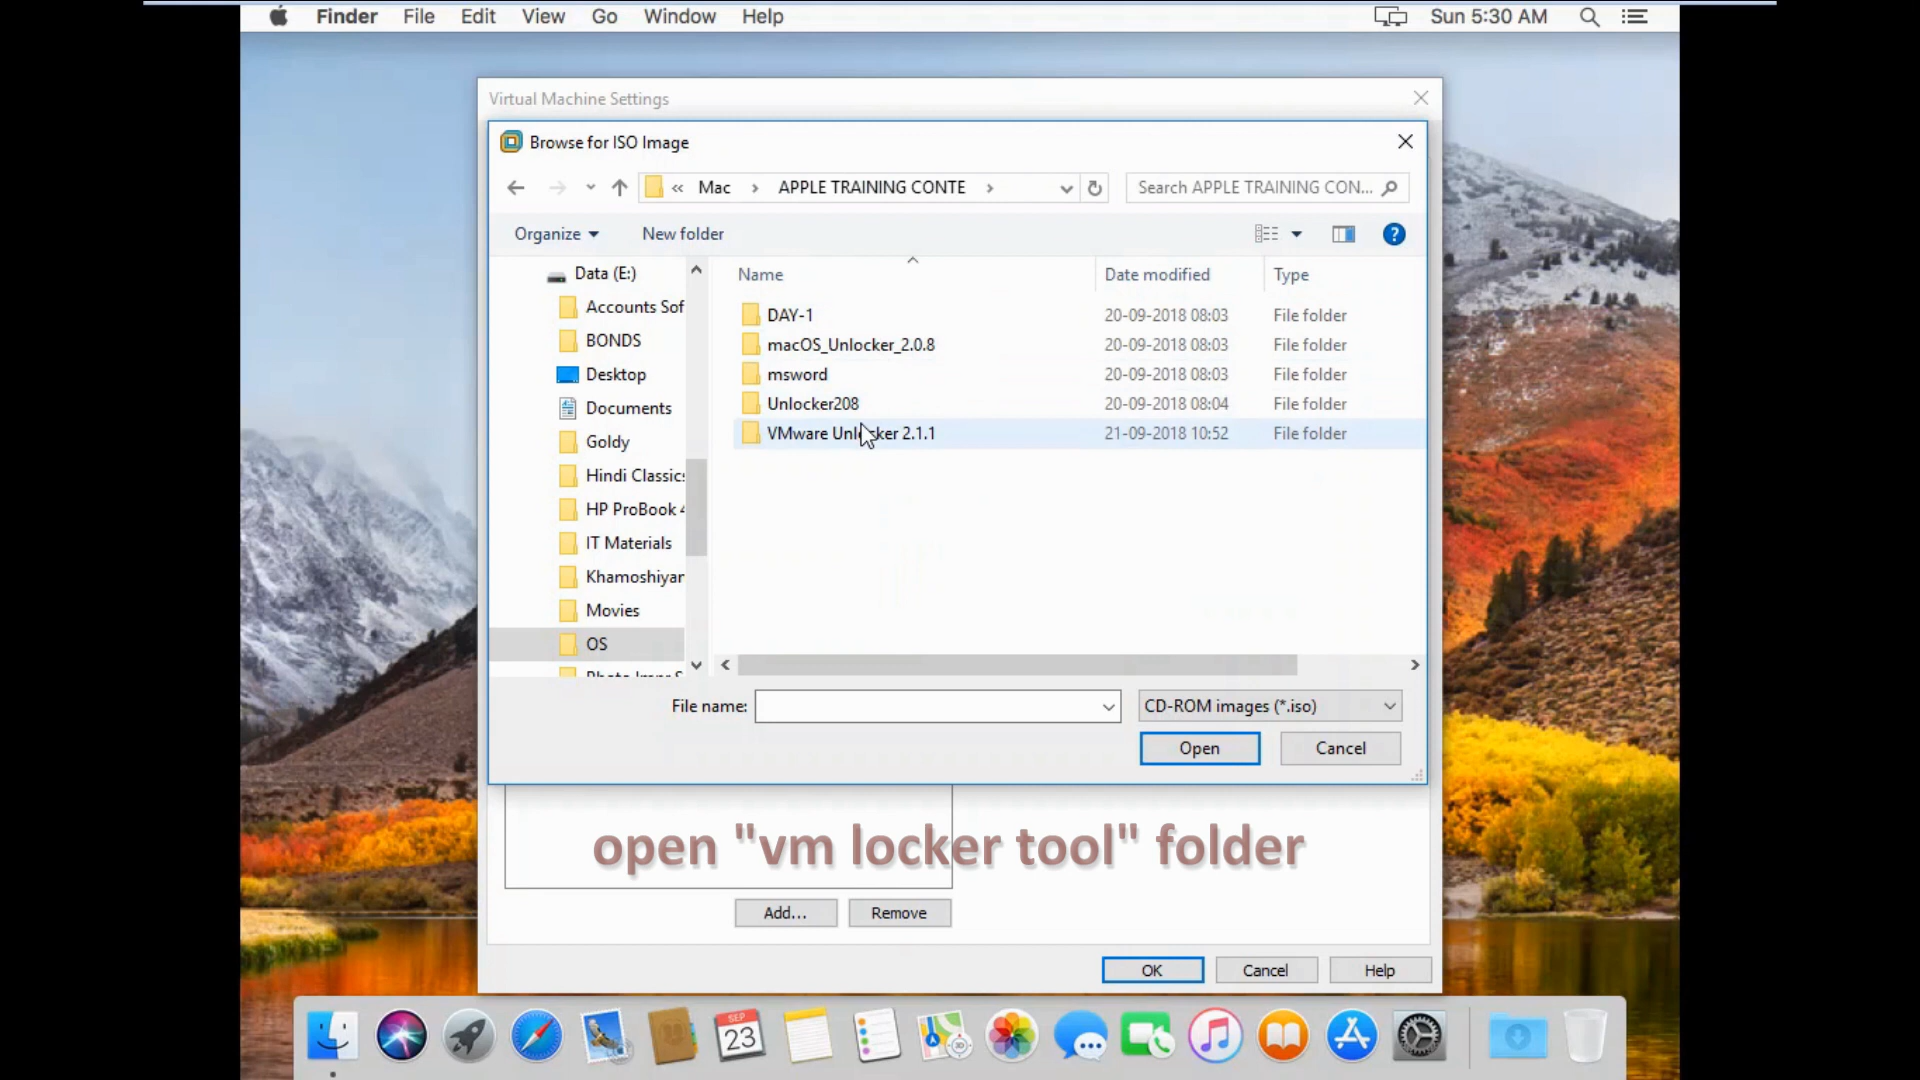 Finder File Edit View Go Window Help Sun 5:30 AM
Virtual Machine Settings
Browse for ISO Image
« Mac > APPLE TRAINING CONTE > Search APPLE TRAINING CON...
Organize New folder
Data (E:)
Accounts Sof
BONDS
Desktop
Documents
Goldy
Hindi Classic
HP ProBook 4
IT Materials
Khamoshiyan
Movies
OS
Name Date modified Type
DAY-1 20-09-2018 08:03 File folder
macOS_Unlocker_2.0.8 20-09-2018 08:03 File folder
msword 20-09-2018 08:03 File folder
Unlocker208 20-09-2018 08:04 File folder
VMware Unlocker 2.1.1 21-09-2018 10:52 File folder
File name: CD-ROM images (*.iso)
Open Cancel
open "vm locker tool" folder
Add... Remove
OK Cancel Help
SEP
23